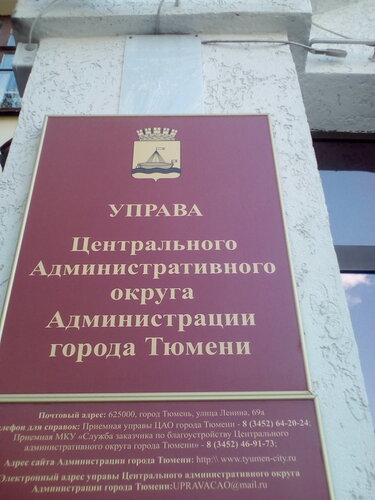 УПРАВА
Центрального
Административного
округа
Администрации
города Тюмени
Почтовый адрес: 625000, город Тюмень, улица Ленина, 69а
елефон для справок: Приемная управы ЦАО города Тюмени - 8 (3452) 64-20-24;
Приемная МКУ «Служба заказчика по благоустройству Центрального
административного округа города Тюмени» - 8 (3452) 46-91-73;
Адрес сайта Администрации города Тюмени: http:\\ www.tyumen-city.ru
Электронный адрес управы Центрального административного округа
Администрации города Тюмени:UPRAVACAO@mail.ru